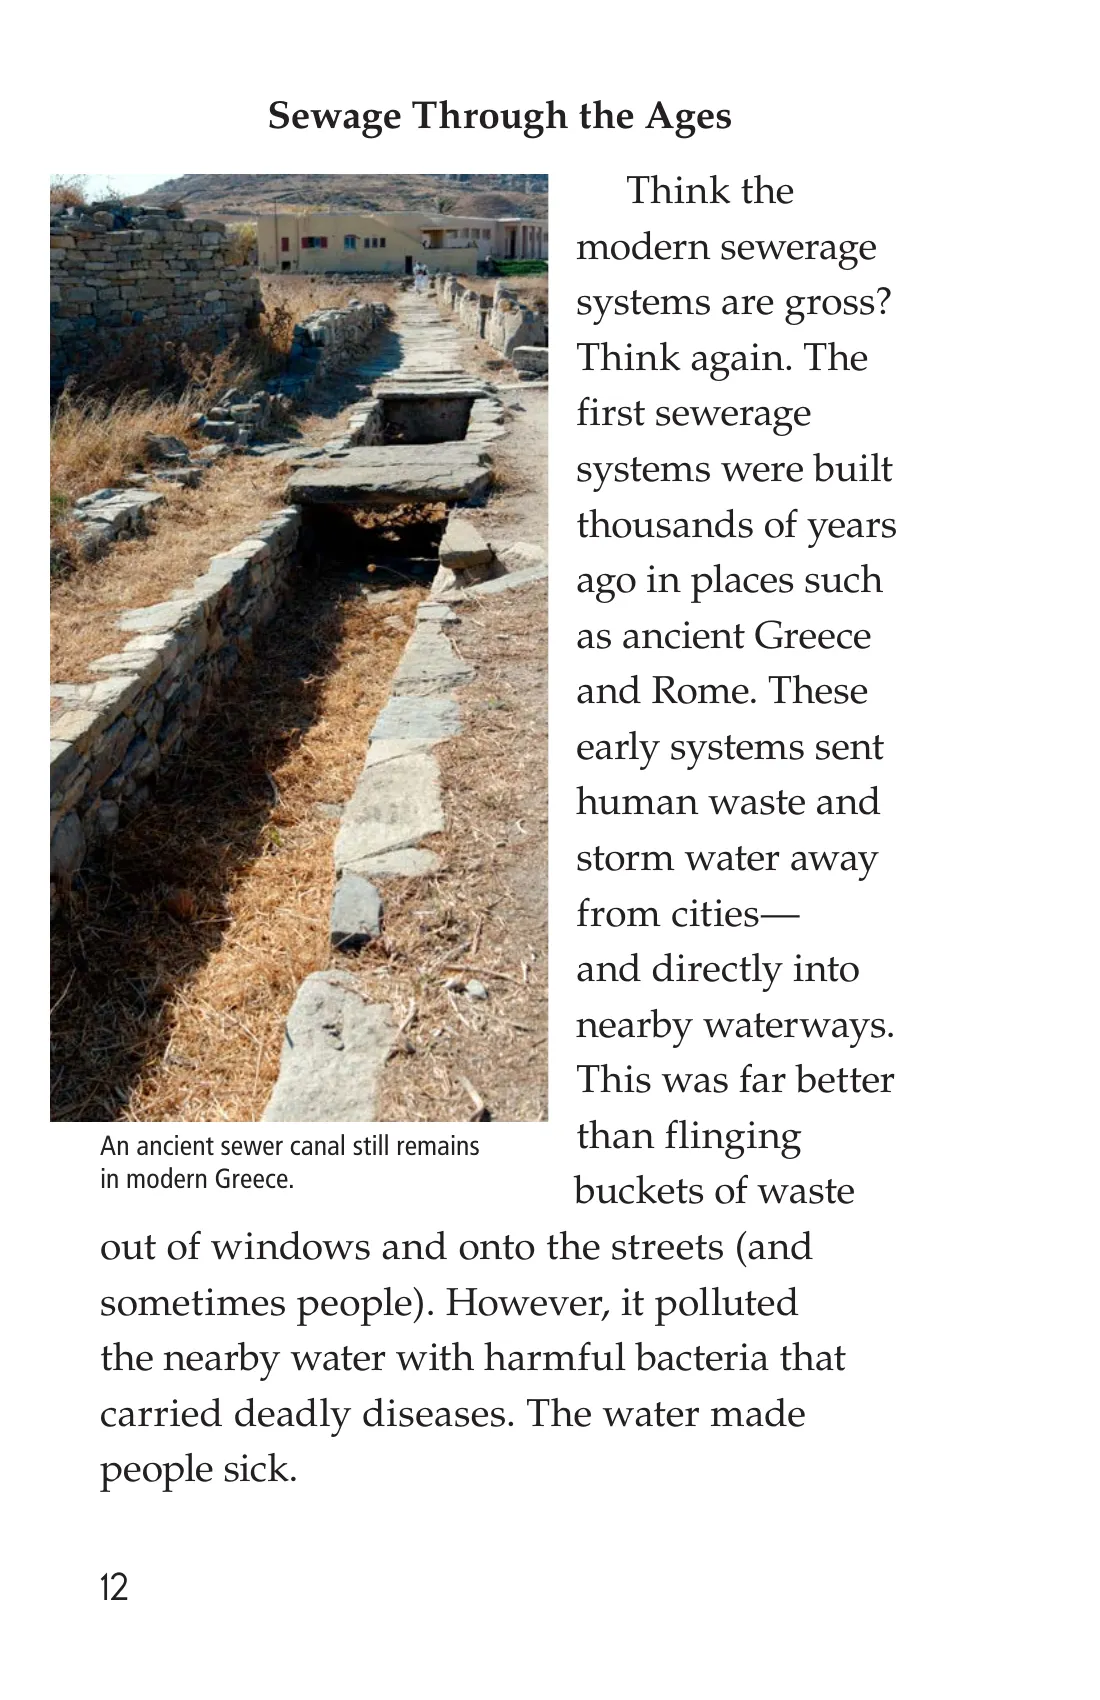 Sewage Through the Ages
Think the
modern sewerage
systems are gross?
Think again. The
first sewerage
systems were built
thousands of years
ago in places such
as ancient Greece
and Rome. These
early systems sent
human waste and
storm water away
from cities—
and directly into
nearby waterways.
This was far better
than flinging
buckets of waste
out of windows and onto the streets (and
sometimes people). However, it polluted
the nearby water with harmful bacteria that
carried deadly diseases. The water made
people sick.
An ancient sewer canal still remains
in modern Greece.
12